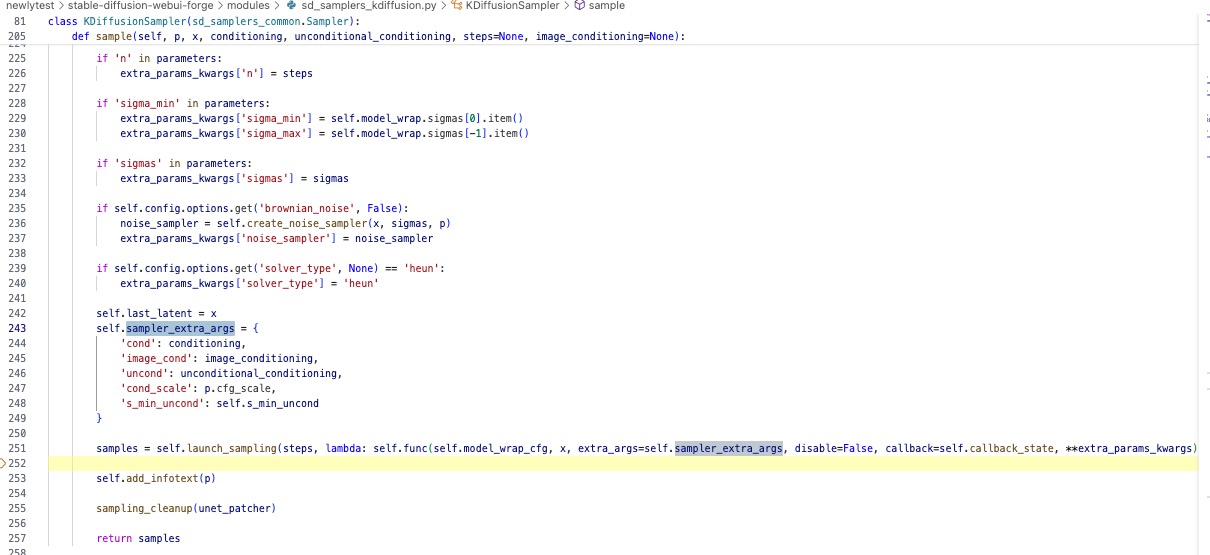 newlytest > stable-diffusion-webui-forge > modules > sd_samplers_kdiffusion.py > KDiffusionSampler > sample
81 class KDiffusionSampler(sd_samplers_common.Sampler):
205 def sample(self, p, x, conditioning, unconditional_conditioning, steps=None, image_conditioning=None):
225 if 'n' in parameters:
226 extra_params_kwargs['n'] = steps
227
228 if 'sigma_min' in parameters:
229 extra_params_kwargs['sigma_min'] = self.model_wrap.sigmas[0].item()
230 extra_params_kwargs['sigma_max'] = self.model_wrap.sigmas[-1].item()
231
232 if 'sigmas' in parameters:
233 extra_params_kwargs['sigmas'] = sigmas
234
235 if self.config.options.get('brownian_noise', False):
236 noise_sampler = self.create_noise_sampler(x, sigmas, p)
237 extra_params_kwargs['noise_sampler'] = noise_sampler
238
239 if self.config.options.get('solver_type', None) == 'heun':
240 extra_params_kwargs['solver_type'] = 'heun'
241
242 self.last_latent = x
243 self.sampler_extra_args = {
244 'cond': conditioning,
245 'image_cond': image_conditioning,
246 'uncond': unconditional_conditioning,
247 'cond_scale': p.cfg_scale,
248 's_min_uncond': self.s_min_uncond
249 }
250
251 samples = self.launch_sampling(steps, lambda: self.func(self.model_wrap_cfg, x, extra_args=self.sampler_extra_args, disable=False, callback=self.callback_state, **extra_params_kwargs)
252
253 self.add_infotext(p)
254
255 sampling_cleanup(unet_patcher)
256
257 return samples
258